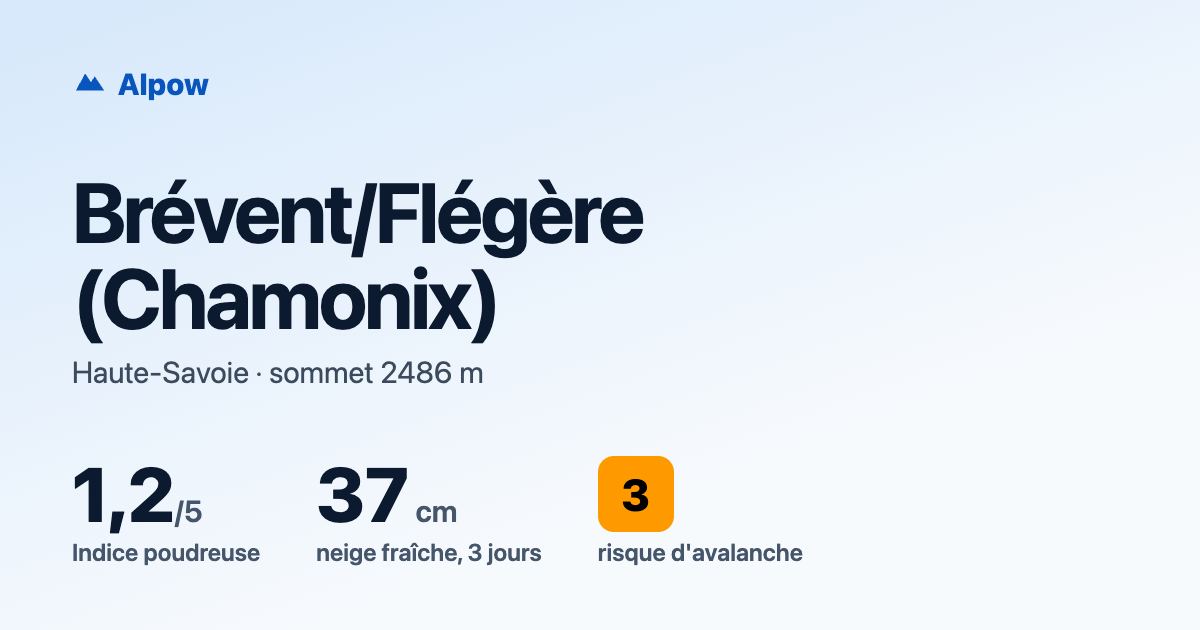 Alpow
Brévent/Flégère
(Chamonix)
Haute-Savoie · sommet 2486 m
1,2/5
Indice poudreuse
37 cm
neige fraîche, 3 jours
3
risque d'avalanche